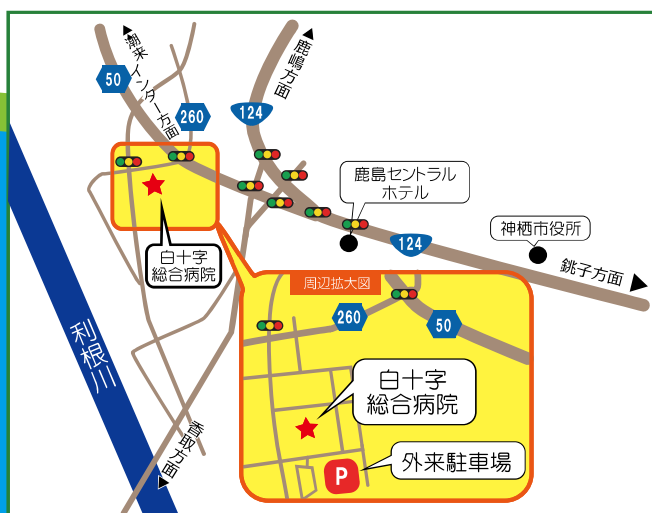 潮来インター方面
鹿嶋方面
50
260
124
鹿島セントラル
ホテル
神栖市役所
124
銚子方面
白十字
総合病院
利根川
香取方面
周辺拡大図
260
50
白十字
総合病院
外来駐車場
P